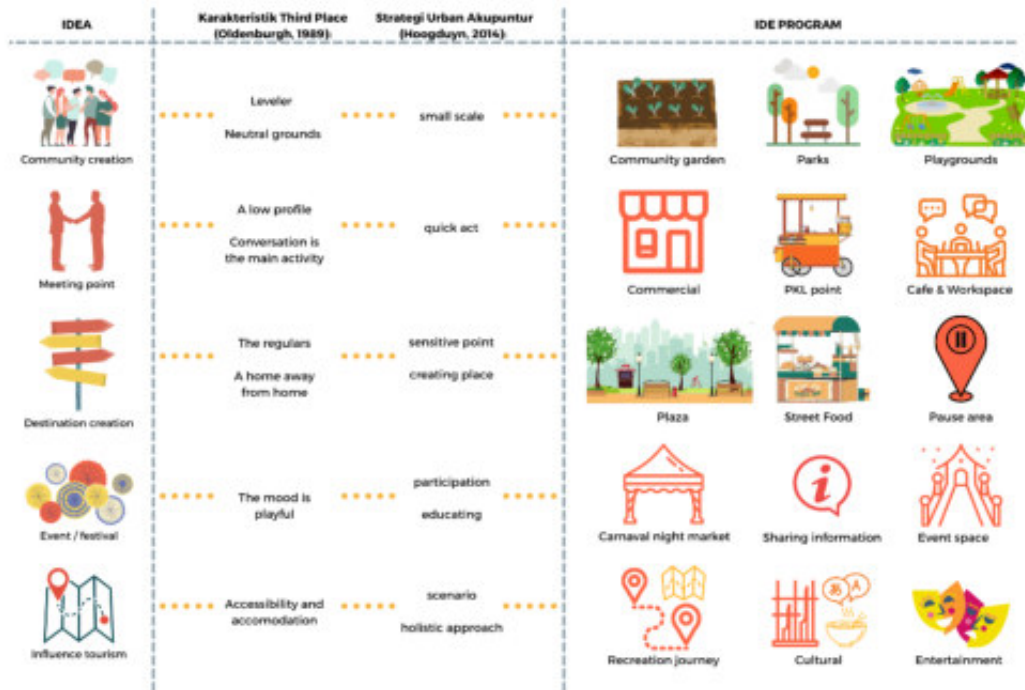 IDEA
Karakteristik Third Place
(Oldenburgh, 1989):
Strategi Urban Akupuntur
(Hoogduyn, 2014):
IDE PROGRAM
Community creation
Leveler
Neutral grounds
small scale
Community garden
Parks
Playgrounds
Meeting point
A low profile
Conversation is
the main activity
quick act
Commercial
PKL point
Cafe & Workspace
Destination creation
The regulars
A home away
from home
sensitive point
creating place
Plaza
Street Food
Pause area
Event / festival
The mood is
playful
participation
educating
Carnaval night market
Sharing information
Event space
Influence tourism
Accessibility and
accomodation
scenario
holistic approach
Recreation journey
あ A
Cultural
Entertainment